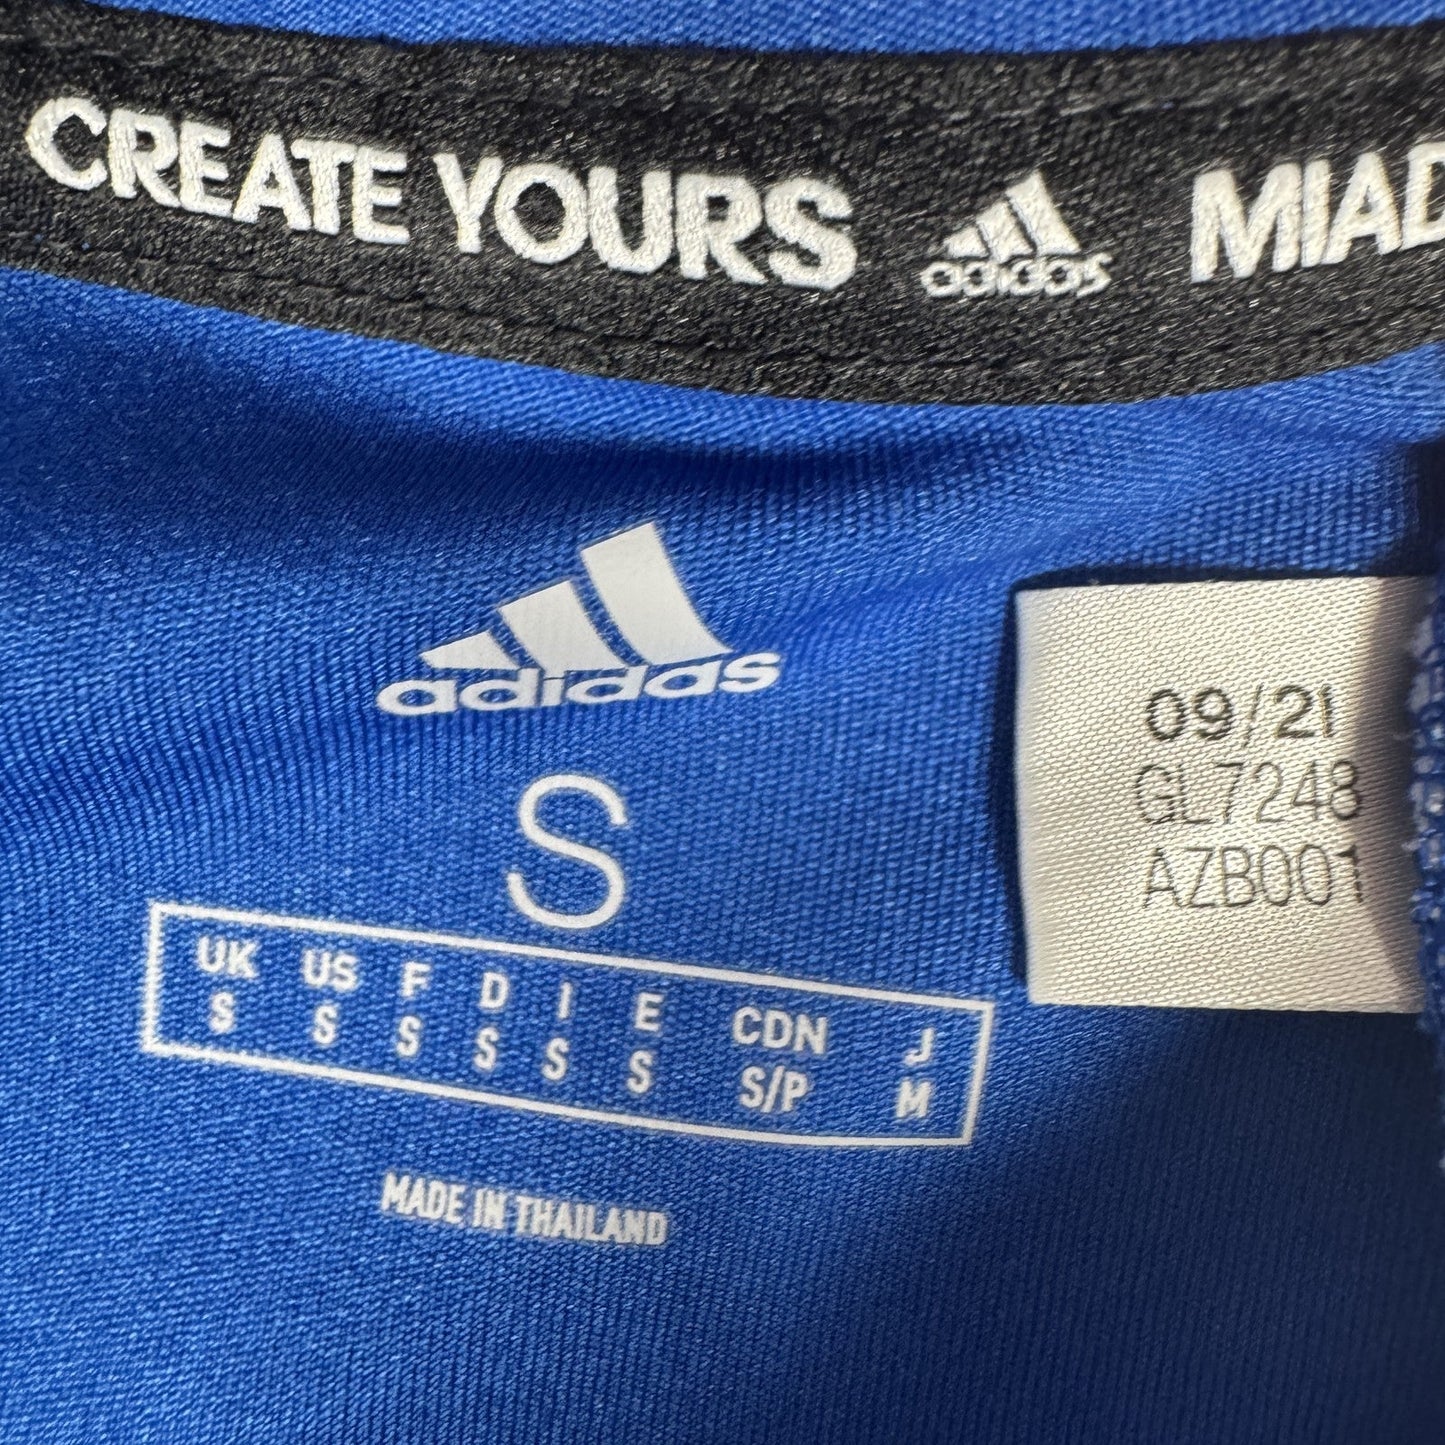 CREATE YOURS adidas MIAD
adidas
S
UK US F D I E CDN J
S S S S S S S/P M
MADE IN THAILAND
09/21
GL7248
AZB001